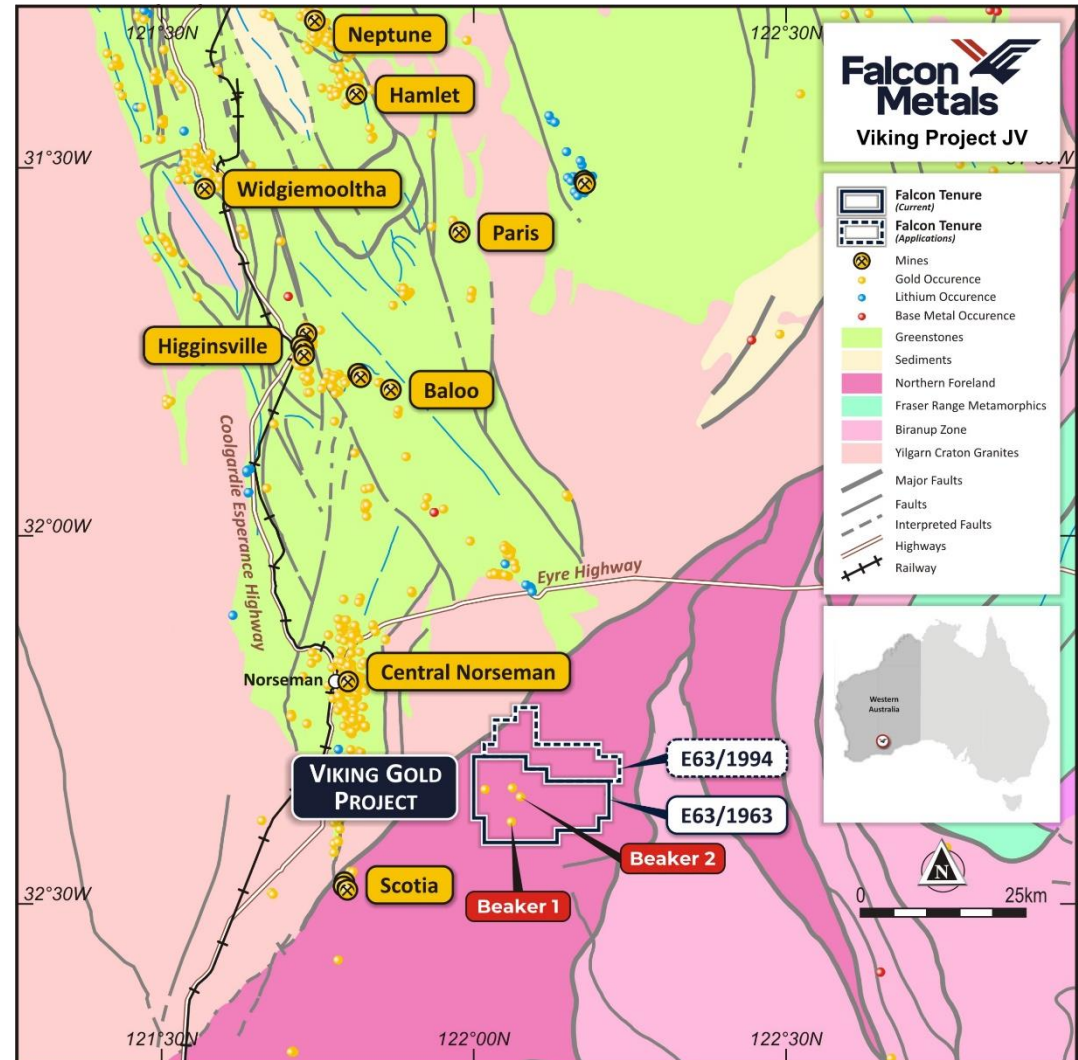 121°30N
122°30N
Neptune
Hamlet
Falcon
Metals
Viking Project JV
31°30W
Widgiemooltha
Paris
Falcon Tenure
(Current)
Falcon Tenure
(Applications)
Mines
Gold Occurence
Lithium Occurence
Base Metal Occurence
Greenstones
Sediments
Northern Foreland
Fraser Range Metamorphics
Biranup Zone
Yilgarn Craton Granites
Major Faults
Faults
Interpreted Faults
Highways
Railway
Higginsville
Baloo
Coolgardie Esperance Highway
32°00W
Eyre Highway
Norseman
Central Norseman
Western
Australia
VIKING GOLD
PROJECT
E63/1994
E63/1963
Beaker 2
Beaker 1
Scotia
32°30W
N
0
25km
121°30N
122°00N
122°30N